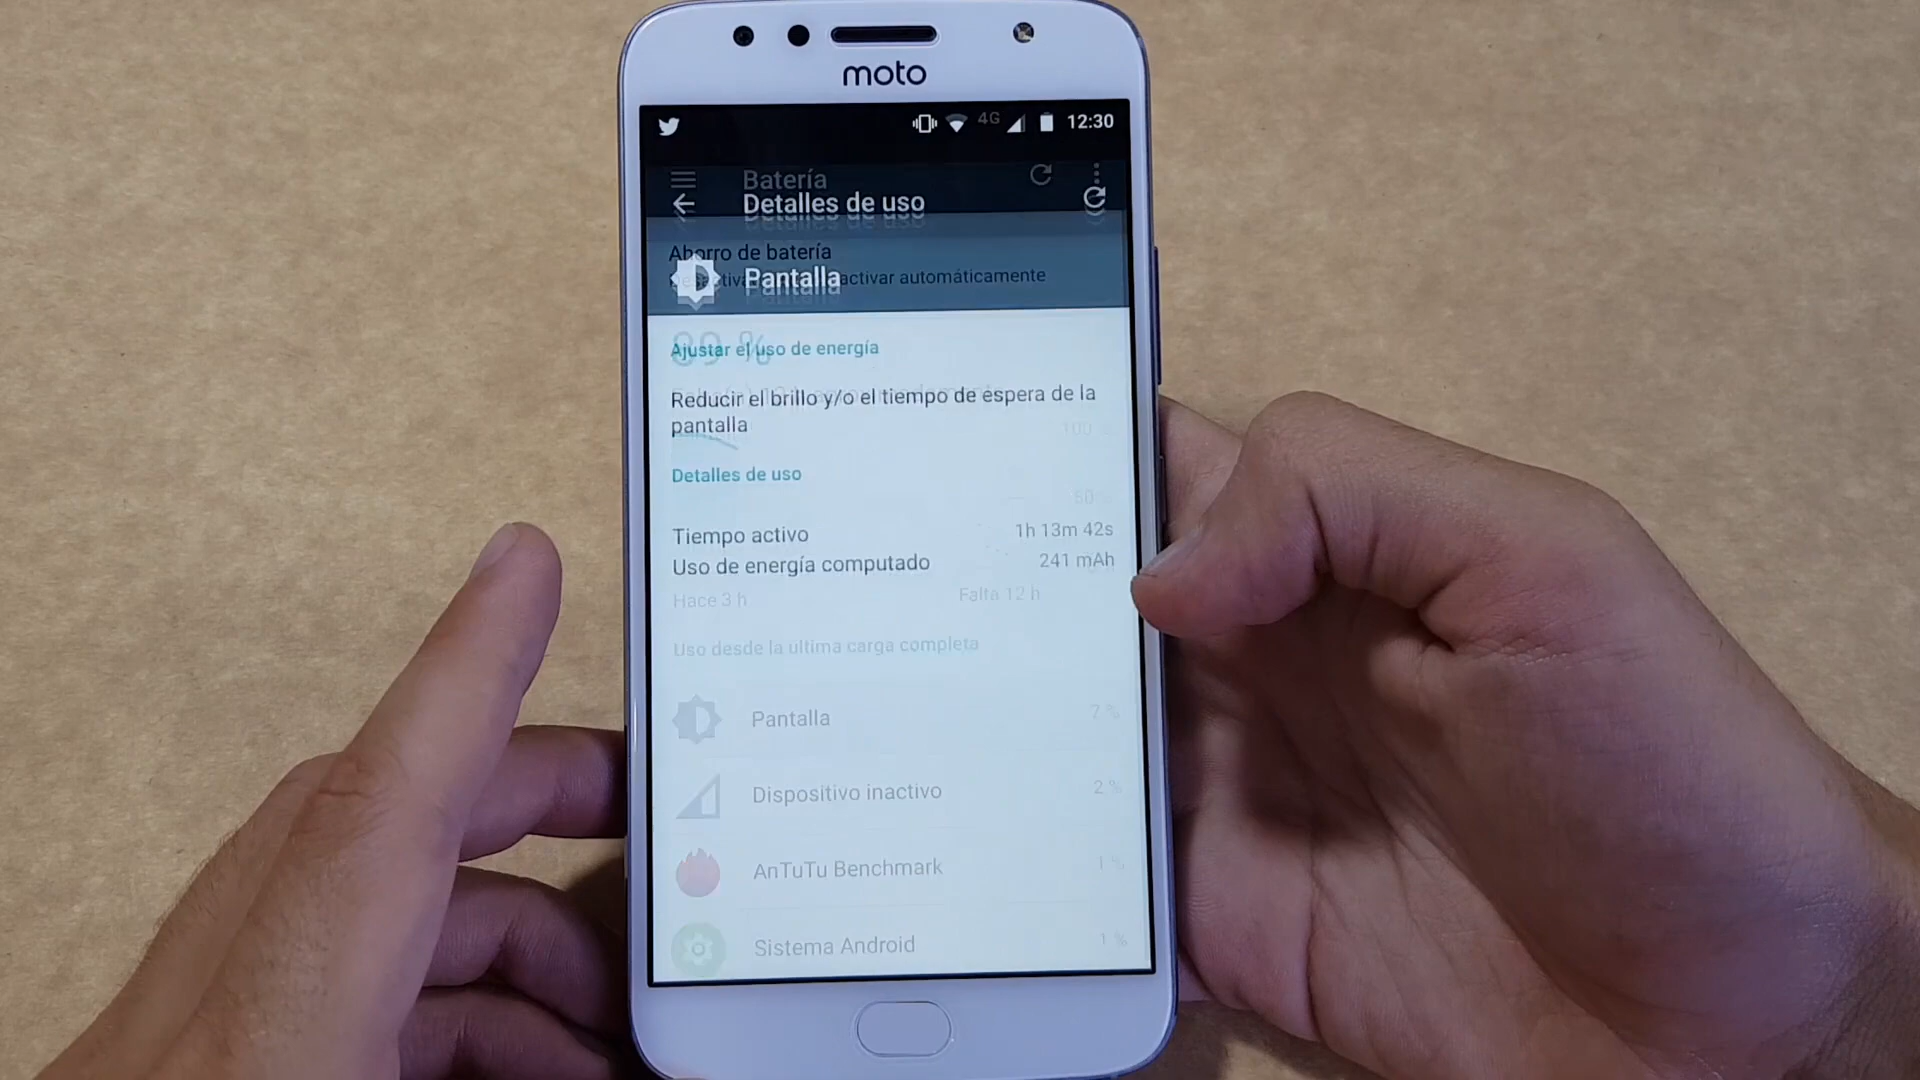 moto
4G 12:30
Batería
Detalles de uso
Ahorro de batería
activar automáticamente
Pantalla
89 %
Ajustar el uso de energía
Reducir el brillo y/o el tiempo de espera de la
pantalla
100 %
Detalles de uso
50 %
Tiempo activo 1h 13m 42s
Uso de energía computado 241 mAh
Hace 3 h Falta 12 h
Uso desde la ultima carga completa
Pantalla 7 %
Dispositivo inactivo 2 %
AnTuTu Benchmark 1 %
Sistema Android 1 %